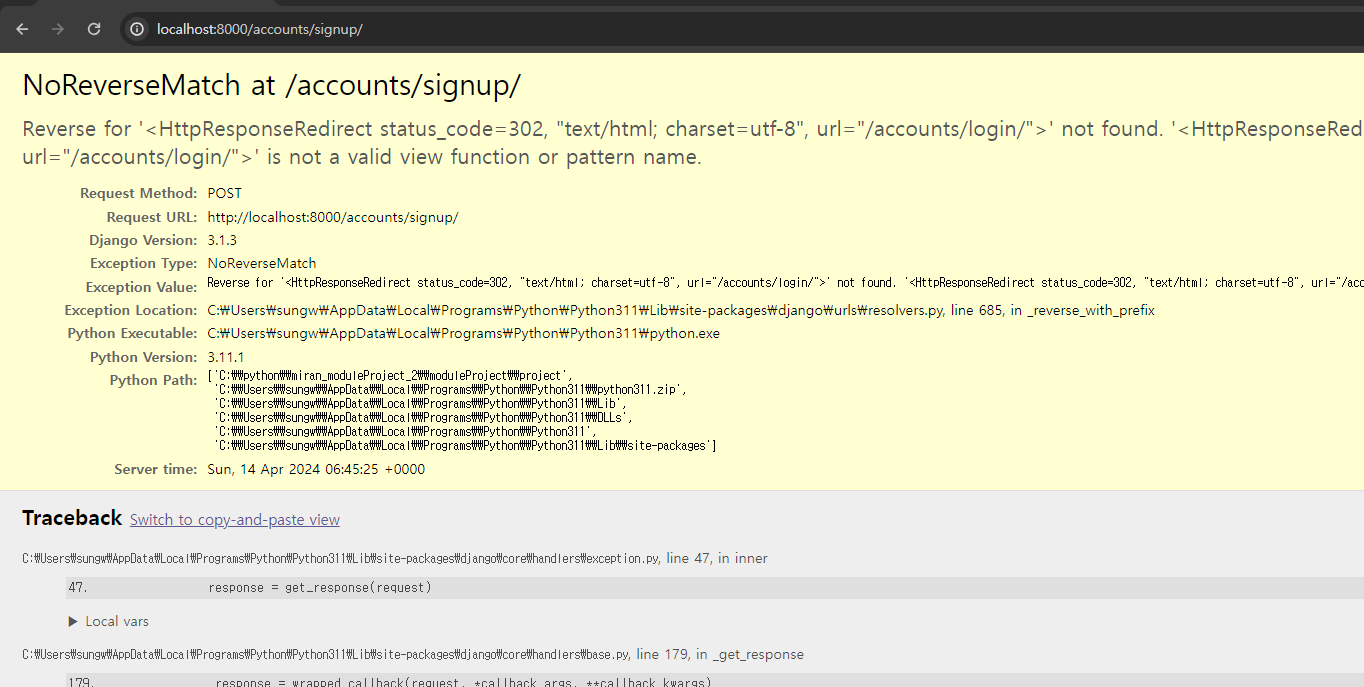 localhost:8000/accounts/signup/
NoReverseMatch at /accounts/signup/
Reverse for '<HttpResponseRedirect status_code=302, "text/html; charset=utf-8", url="/accounts/login/">' not found. '<HttpResponseRed
url="/accounts/login/">' is not a valid view function or pattern name.
Request Method: POST
Request URL: http://localhost:8000/accounts/signup/
Django Version: 3.1.3
Exception Type: NoReverseMatch
Exception Value: Reverse for '<HttpResponseRedirect status_code=302, "text/html; charset=utf-8", url="/accounts/login/">' not found. '<HttpResponseRedirect status_code=302, "text/html; charset=utf-8", url="/acco
Exception Location: C:₩Users₩sungw₩AppData₩Local₩Programs₩Python₩Python311₩Lib₩site-packages₩django₩urls₩resolvers.py, line 685, in _reverse_with_prefix
Python Executable: C:₩Users₩sungw₩AppData₩Local₩Programs₩Python₩Python311₩python.exe
Python Version: 3.11.1
Python Path: ['C:₩₩python₩₩miran_moduleProject_2₩₩moduleProject₩₩project',
'C:₩₩Users₩₩sungw₩₩AppData₩₩Local₩₩Programs₩₩Python₩₩Python311₩₩python311.zip',
'C:₩₩Users₩₩sungw₩₩AppData₩₩Local₩₩Programs₩₩Python₩₩Python311₩₩Lib',
'C:₩₩Users₩₩sungw₩₩AppData₩₩Local₩₩Programs₩₩Python₩₩Python311₩₩DLLs',
'C:₩₩Users₩₩sungw₩₩AppData₩₩Local₩₩Programs₩₩Python₩₩Python311',
'C:₩₩Users₩₩sungw₩₩AppData₩₩Local₩₩Programs₩₩Python₩₩Python311₩₩Lib₩₩site-packages']
Server time: Sun, 14 Apr 2024 06:45:25 +0000
Traceback Switch to copy-and-paste view
C:₩Users₩sungw₩AppData₩Local₩Programs₩Python₩Python311₩Lib₩site-packages₩django₩core₩handlers₩exception.py, line 47, in inner
47. response = get_response(request)
▶ Local vars
C:₩Users₩sungw₩AppData₩Local₩Programs₩Python₩Python311₩Lib₩site-packages₩django₩core₩handlers₩base.py, line 179, in _get_response
179. response = wrapped_callback(request, *callback_args, **callback_kwargs)